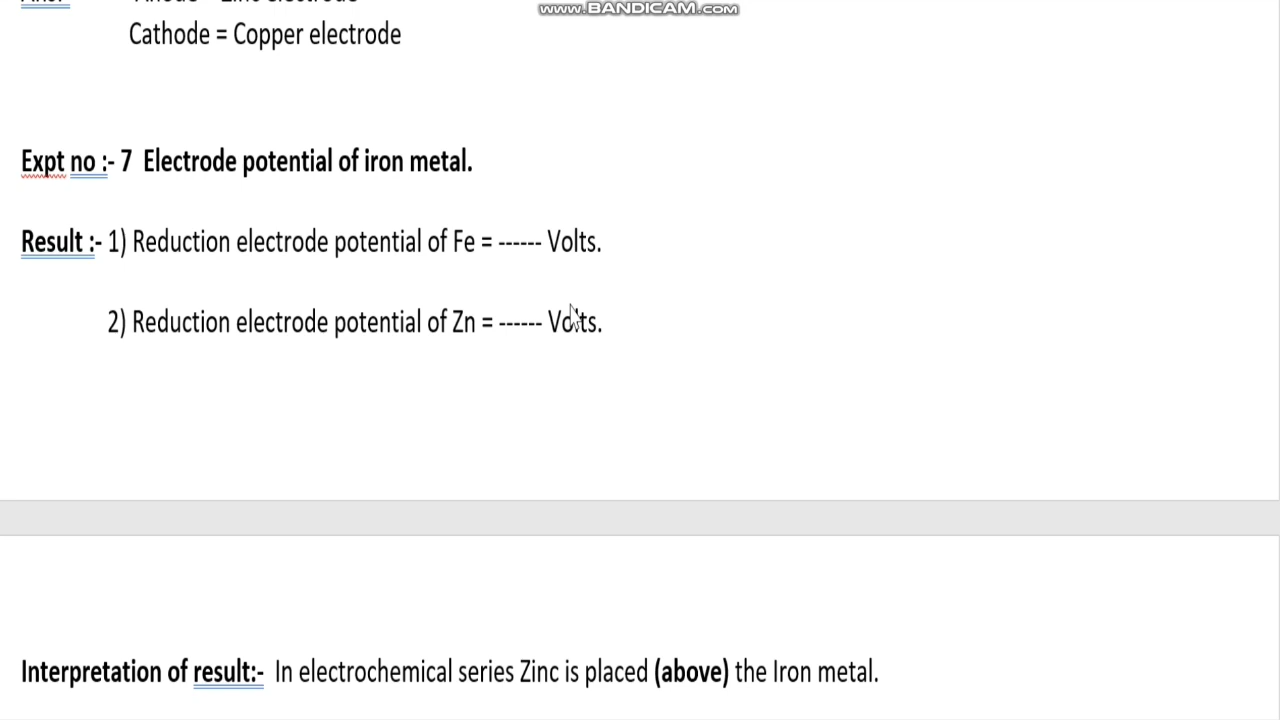 www.BANDICAM.com
Cathode = Copper electrode
Expt no :- 7 Electrode potential of iron metal.
Result :- 1) Reduction electrode potential of Fe = ------ Volts.
2) Reduction electrode potential of Zn = ------ Volts.
Interpretation of result:- In electrochemical series Zinc is placed (above) the Iron metal.